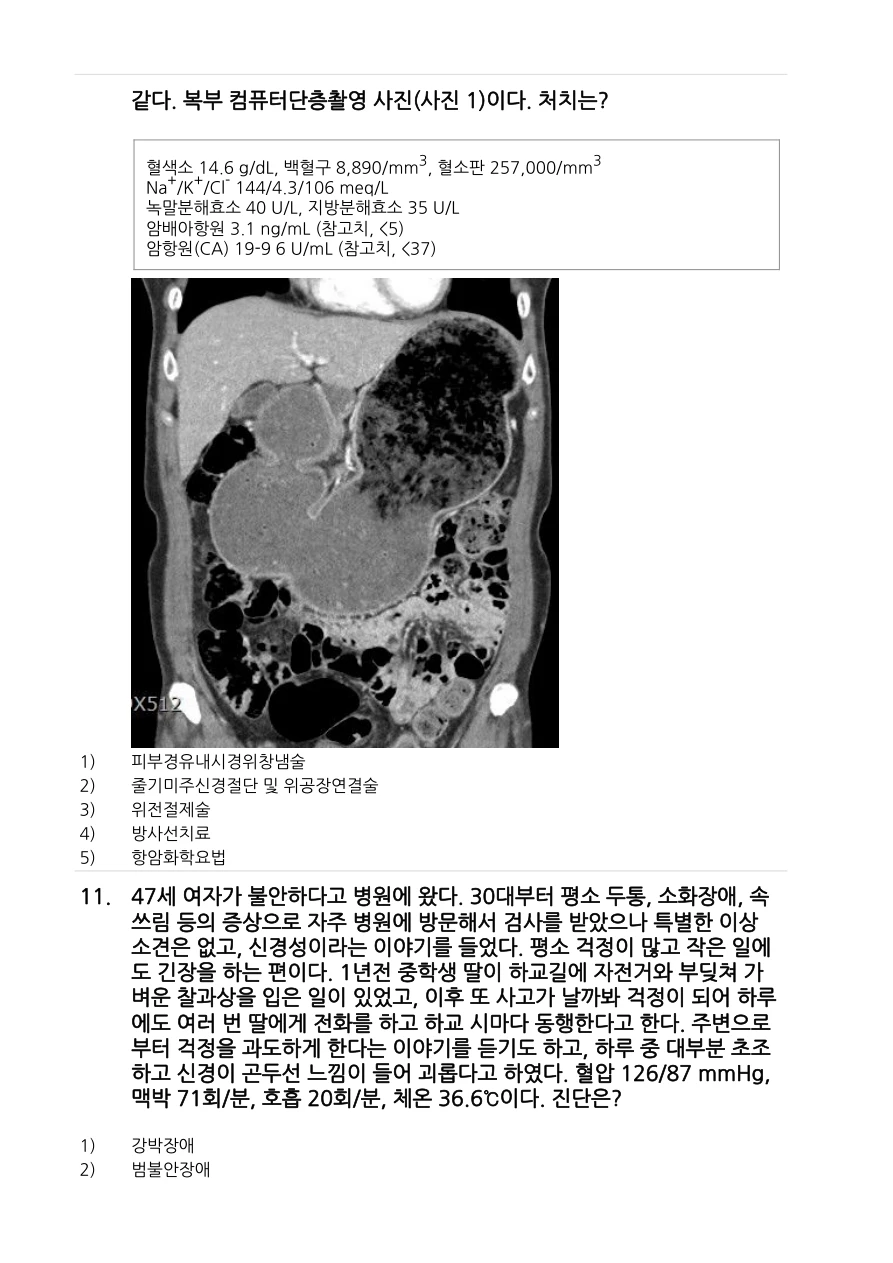 같다. 복부 컴퓨터단층촬영 사진(사진 1)이다. 처치는?
혈색소 14.6 g/dL, 백혈구 8,890/mm³, 혈소판 257,000/mm³
Na⁺/K⁺/Cl⁻ 144/4.3/106 meq/L
녹말분해효소 40 U/L, 지방분해효소 35 U/L
암배아항원 3.1 ng/mL (참고치, <5)
암항원(CA) 19-9 6 U/mL (참고치, <37)
X512
1) 피부경유내시경위창냄술
2) 줄기미주신경절단 및 위공장연결술
3) 위전절제술
4) 방사선치료
5) 항암화학요법
11. 47세 여자가 불안하다고 병원에 왔다. 30대부터 평소 두통, 소화장애, 속
쓰림 등의 증상으로 자주 병원에 방문해서 검사를 받았으나 특별한 이상
소견은 없고, 신경성이라는 이야기를 들었다. 평소 걱정이 많고 작은 일에
도 긴장을 하는 편이다. 1년전 중학생 딸이 하교길에 자전거와 부딪쳐 가
벼운 찰과상을 입은 일이 있었고, 이후 또 사고가 날까봐 걱정이 되어 하루
에도 여러 번 딸에게 전화를 하고 하교 시마다 동행한다고 한다. 주변으로
부터 걱정을 과도하게 한다는 이야기를 듣기도 하고, 하루 중 대부분 초조
하고 신경이 곤두선 느낌이 들어 괴롭다고 하였다. 혈압 126/87 mmHg,
맥박 71회/분, 호흡 20회/분, 체온 36.6℃이다. 진단은?
1) 강박장애
2) 범불안장애